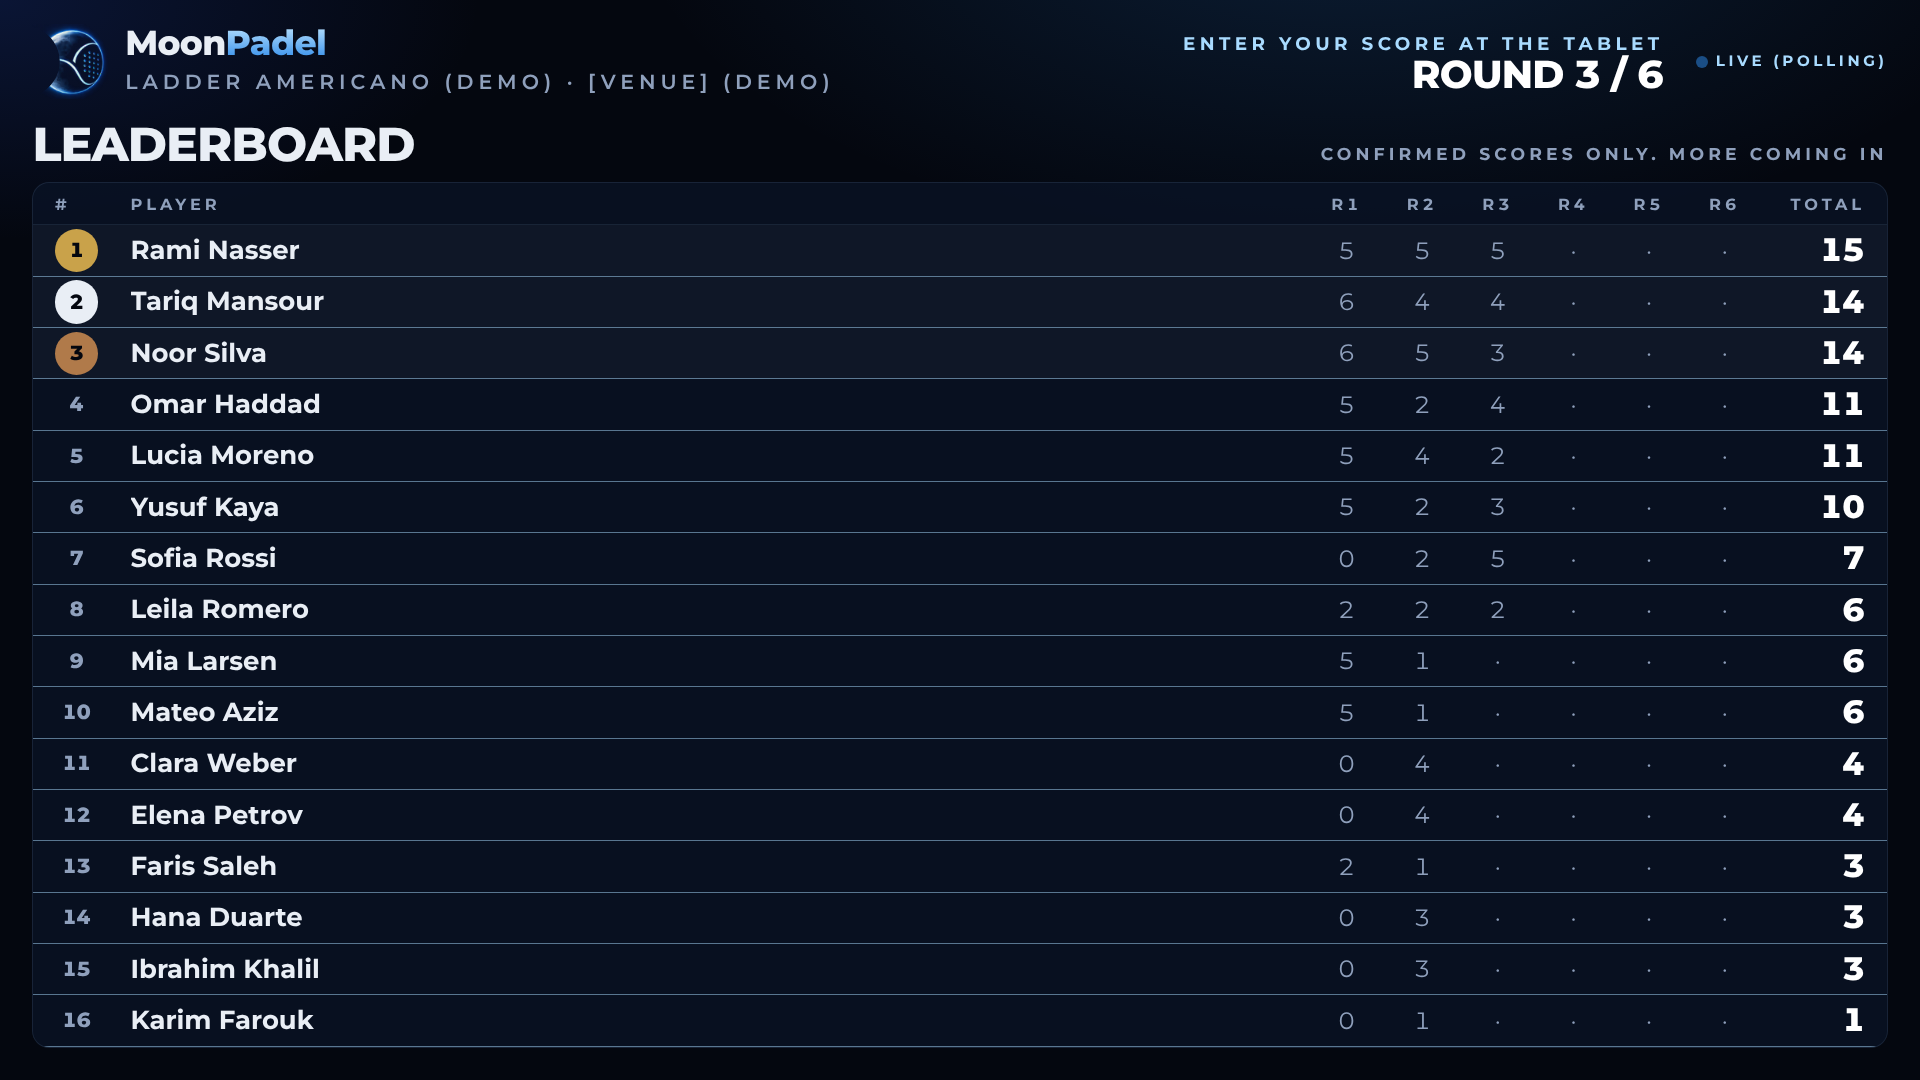 MoonPadel
LADDER AMERICANO (DEMO) · [VENUE] (DEMO)
ENTER YOUR SCORE AT THE TABLET
ROUND 3 / 6
LIVE (POLLING)
LEADERBOARD
CONFIRMED SCORES ONLY. MORE COMING IN
# PLAYER R1 R2 R3 R4 R5 R6 TOTAL
1 Rami Nasser 5 5 5 · · · 15
2 Tariq Mansour 6 4 4 · · · 14
3 Noor Silva 6 5 3 · · · 14
4 Omar Haddad 5 2 4 · · · 11
5 Lucia Moreno 5 4 2 · · · 11
6 Yusuf Kaya 5 2 3 · · · 10
7 Sofia Rossi 0 2 5 · · · 7
8 Leila Romero 2 2 2 · · · 6
9 Mia Larsen 5 1 · · · · 6
10 Mateo Aziz 5 1 · · · · 6
11 Clara Weber 0 4 · · · · 4
12 Elena Petrov 0 4 · · · · 4
13 Faris Saleh 2 1 · · · · 3
14 Hana Duarte 0 3 · · · · 3
15 Ibrahim Khalil 0 3 · · · · 3
16 Karim Farouk 0 1 · · · · 1